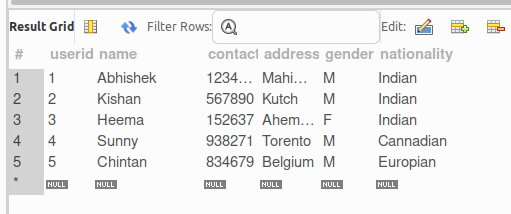 Result Grid Filter Rows: Edit:
# userid name contact address gender nationality
1 1 Abhishek 1234... Mahi... M Indian
2 2 Kishan 567890 Kutch M Indian
3 3 Heema 152637 Ahem... F Indian
4 4 Sunny 938271 Torento M Cannadian
5 5 Chintan 834679 Belgium M Europian
* NULL NULL NULL NULL NULL NULL